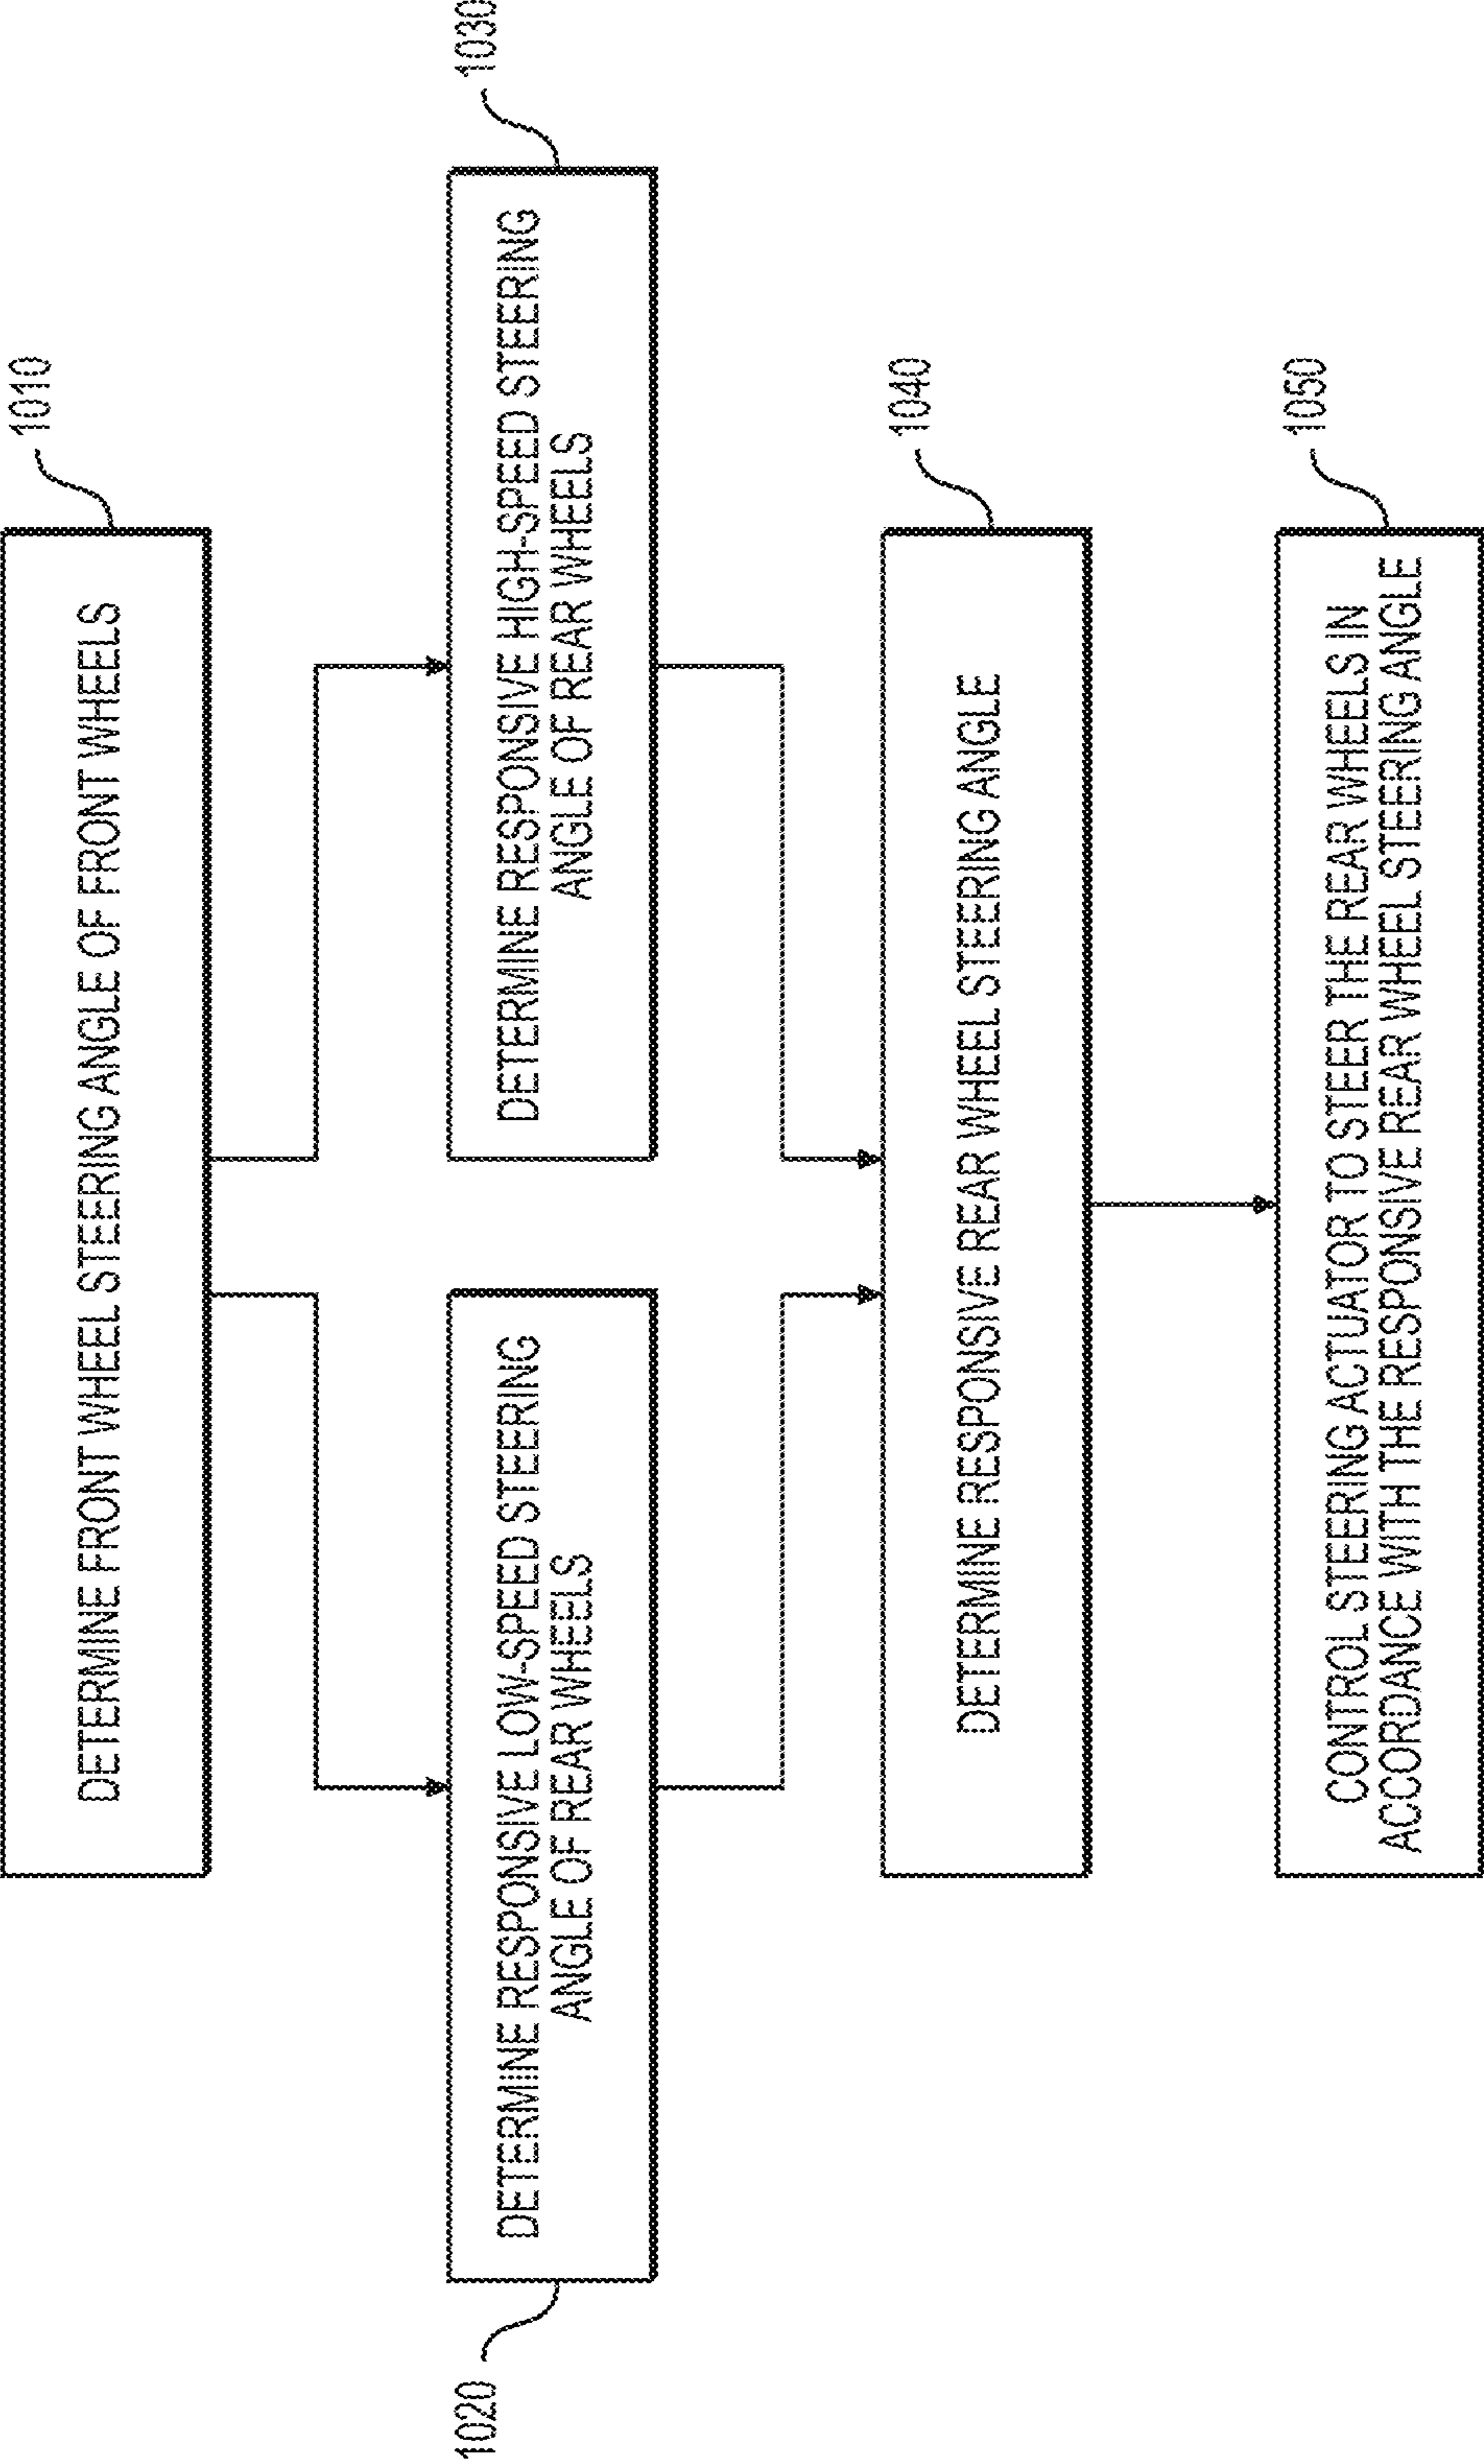 1010
DETERMINE FRONT WHEEL STEERING ANGLE OF FRONT WHEELS
1020
DETERMINE RESPONSIVE LOW-SPEED STEERING
ANGLE OF REAR WHEELS
1030
DETERMINE RESPONSIVE HIGH-SPEED STEERING
ANGLE OF REAR WHEELS
1040
DETERMINE RESPONSIVE REAR WHEEL STEERING ANGLE
1050
CONTROL STEERING ACTUATOR TO STEER THE REAR WHEELS IN
ACCORDANCE WITH THE RESPONSIVE REAR WHEEL STEERING ANGLE